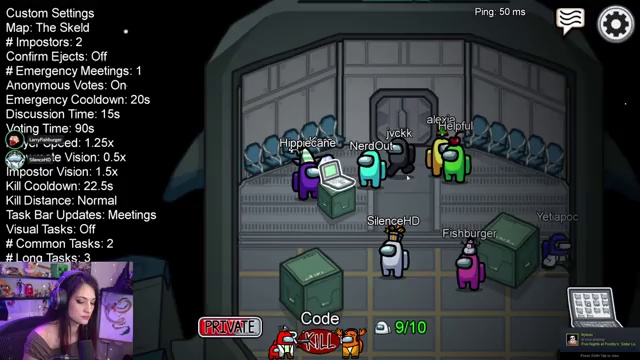 Custom Settings
Map: The Skeld
# Impostors: 2
Confirm Ejects: Off
# Emergency Meetings: 1
Anonymous Votes: On
Emergency Cooldown: 20s
Discussion Time: 15s
Voting Time: 90s
Speed: 1.25x
Vision: 0.5x
Impostor Vision: 1.5x
Kill Cooldown: 22.5s
Kill Distance: Normal
Task Bar Updates: Meetings
Visual Tasks: Off
# Common Tasks: 2
# Long Tasks: 3
LarryFishburger
SilenceHD
Ping: 50 ms
Hippiecane
NerdOut
jvckk
alexia
Helpful
SilenceHD
Fishburger
Yetiapoc
PRIVATE
Code
KILL
9/10